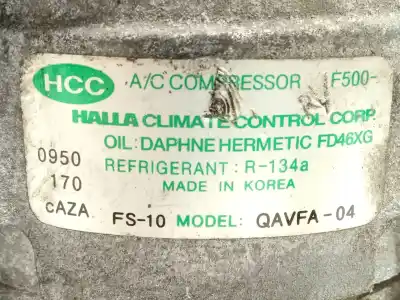 HCC A/C COMPRESSOR F500-
HALLA CLIMATE CONTROL CORP.
OIL: DAPHNE HERMETIC FD46XG
0950 REFRIGERANT: R-134a
170 MADE IN KOREA
cAZA FS-10 MODEL: QAVFA-04